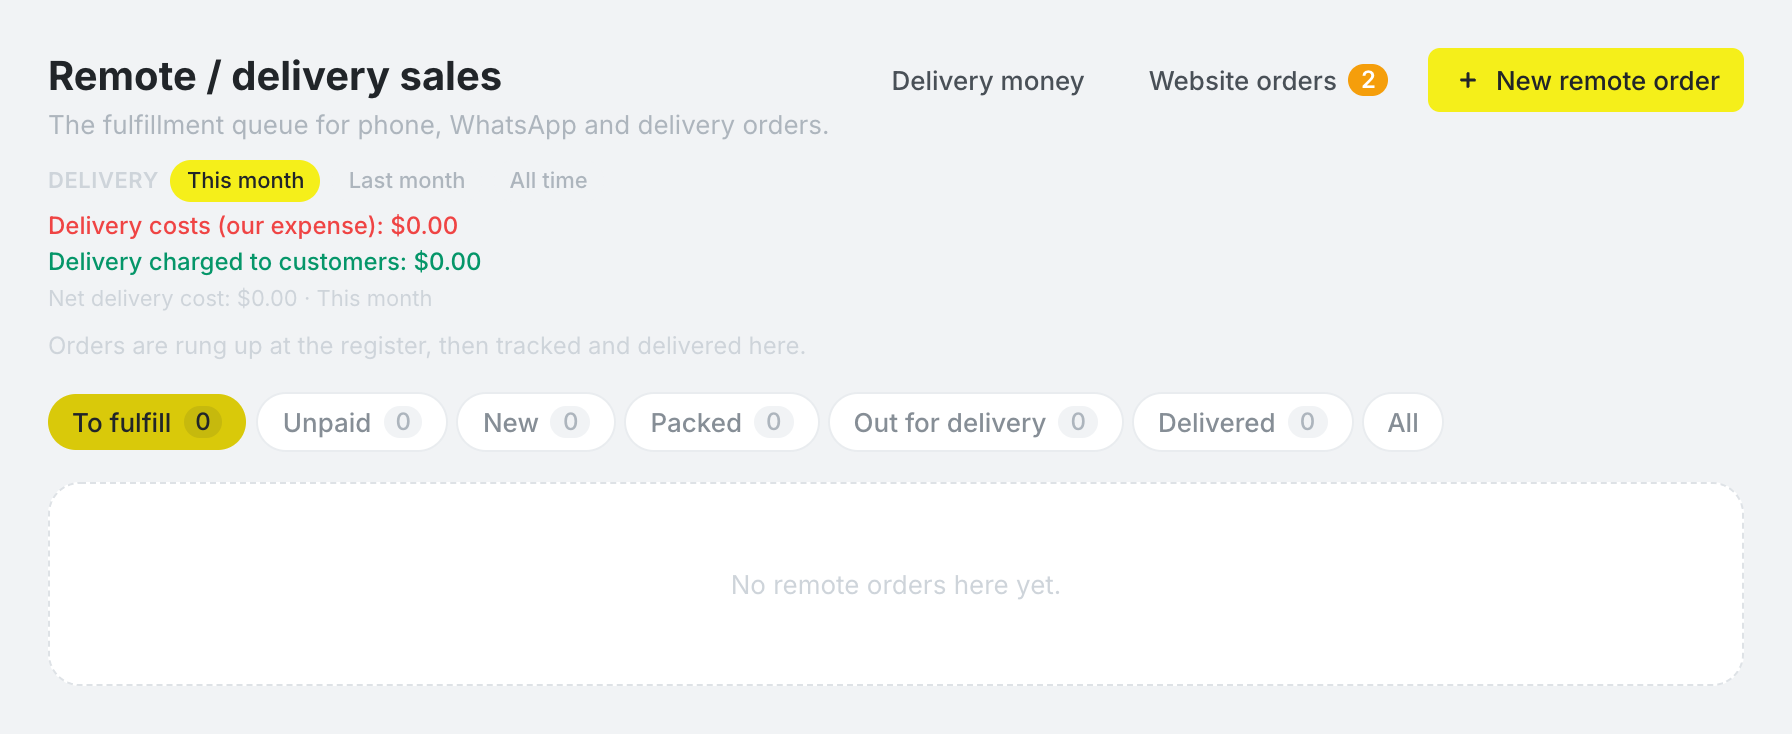 Remote / delivery sales
Delivery money
Website orders 2
+ New remote order
The fulfillment queue for phone, WhatsApp and delivery orders.
DELIVERY This month Last month All time
Delivery costs (our expense): $0.00
Delivery charged to customers: $0.00
Net delivery cost: $0.00 · This month
Orders are rung up at the register, then tracked and delivered here.
To fulfill 0 Unpaid 0 New 0 Packed 0 Out for delivery 0 Delivered 0 All
No remote orders here yet.